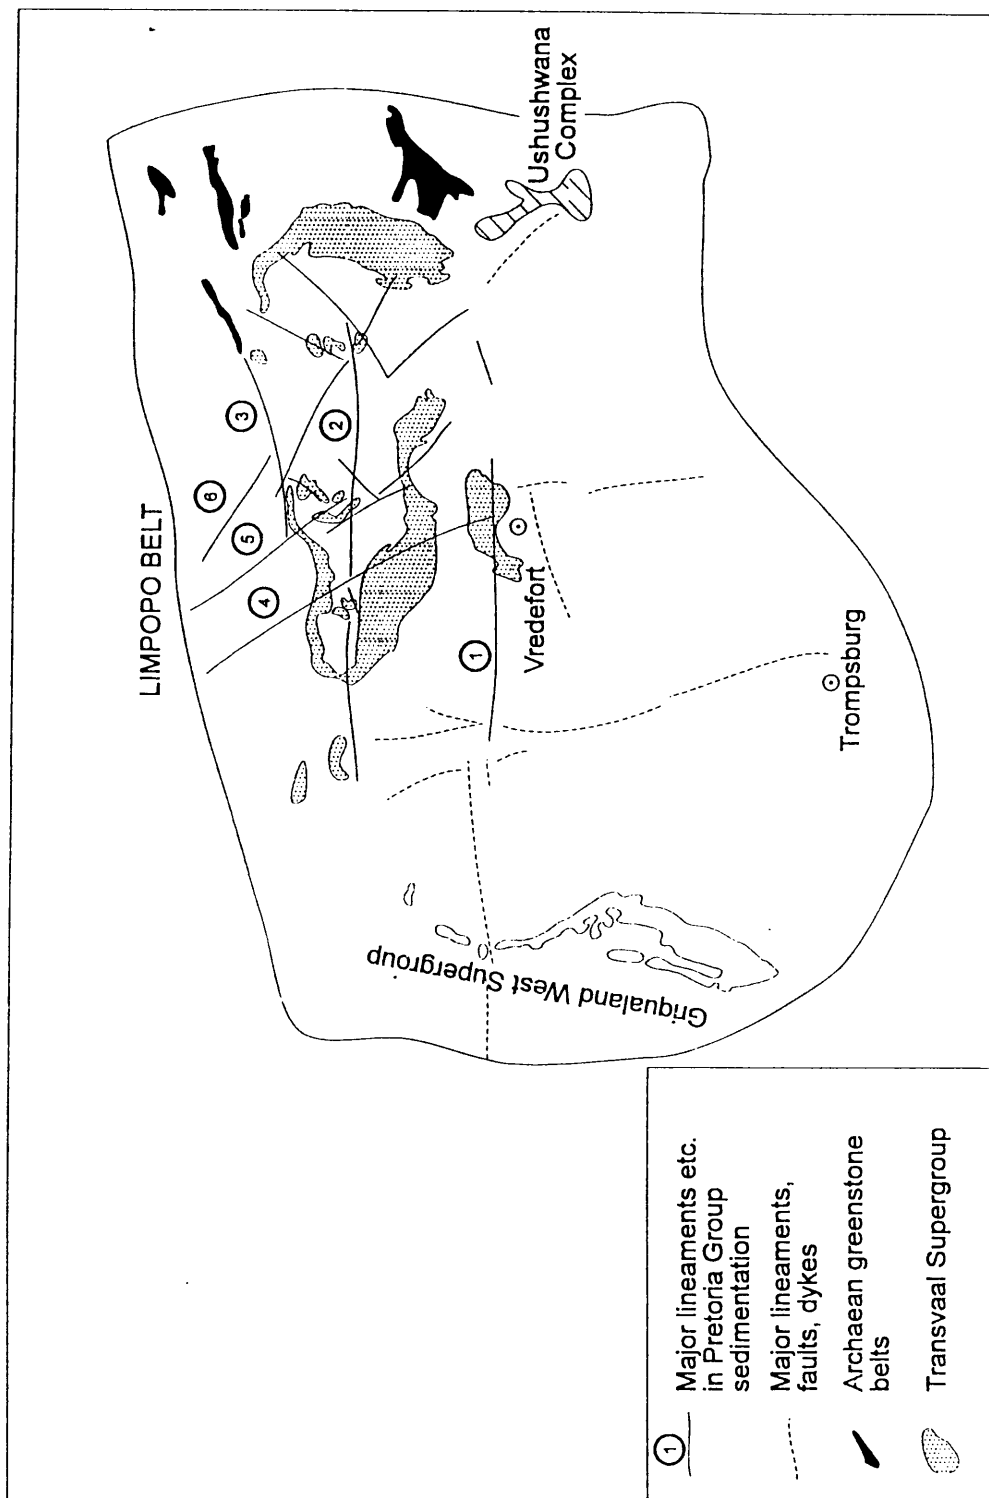 LIMPOPO BELT
6
3
5
2
4
1
Ushushwana
Complex
Vredefort
Trompsburg
Griqualand West Supergroup
1
Major lineaments etc.
in Pretoria Group
sedimentation
Major lineaments,
faults, dykes
Archaean greenstone
belts
Transvaal Supergroup